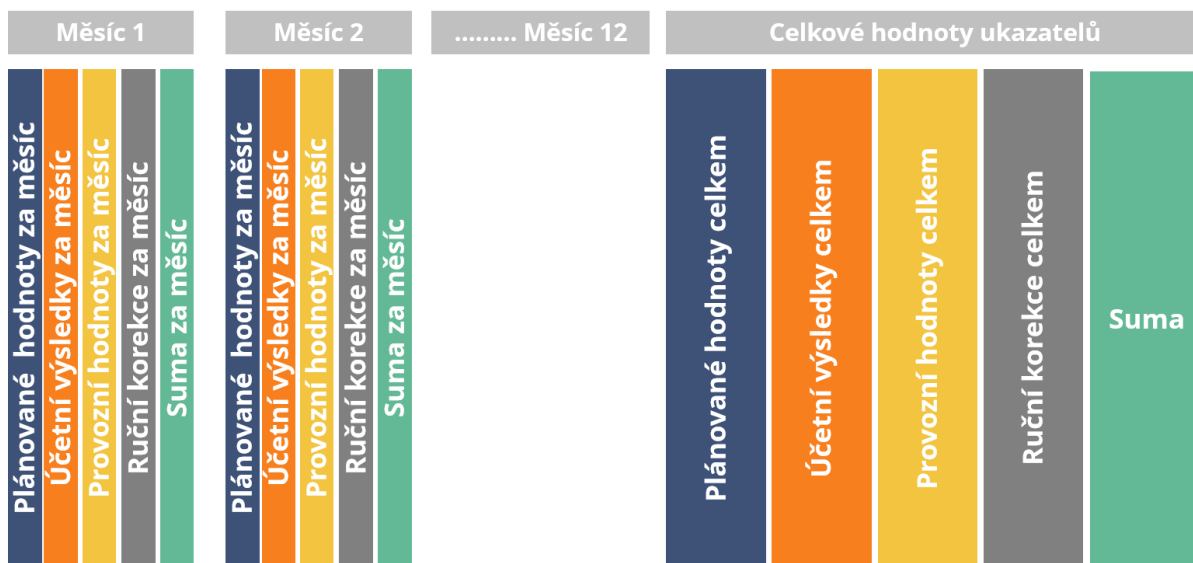 Měsíc 1
Měsíc 2
......... Měsíc 12
Celkové hodnoty ukazatelů
Plánované hodnoty za měsíc
Účetní výsledky za měsíc
Provozní hodnoty za měsíc
Ruční korekce za měsíc
Suma za měsíc
Plánované hodnoty za měsíc
Účetní výsledky za měsíc
Provozní hodnoty za měsíc
Ruční korekce za měsíc
Suma za měsíc
Plánované hodnoty celkem
Účetní výsledky celkem
Provozní hodnoty celkem
Ruční korekce celkem
Suma